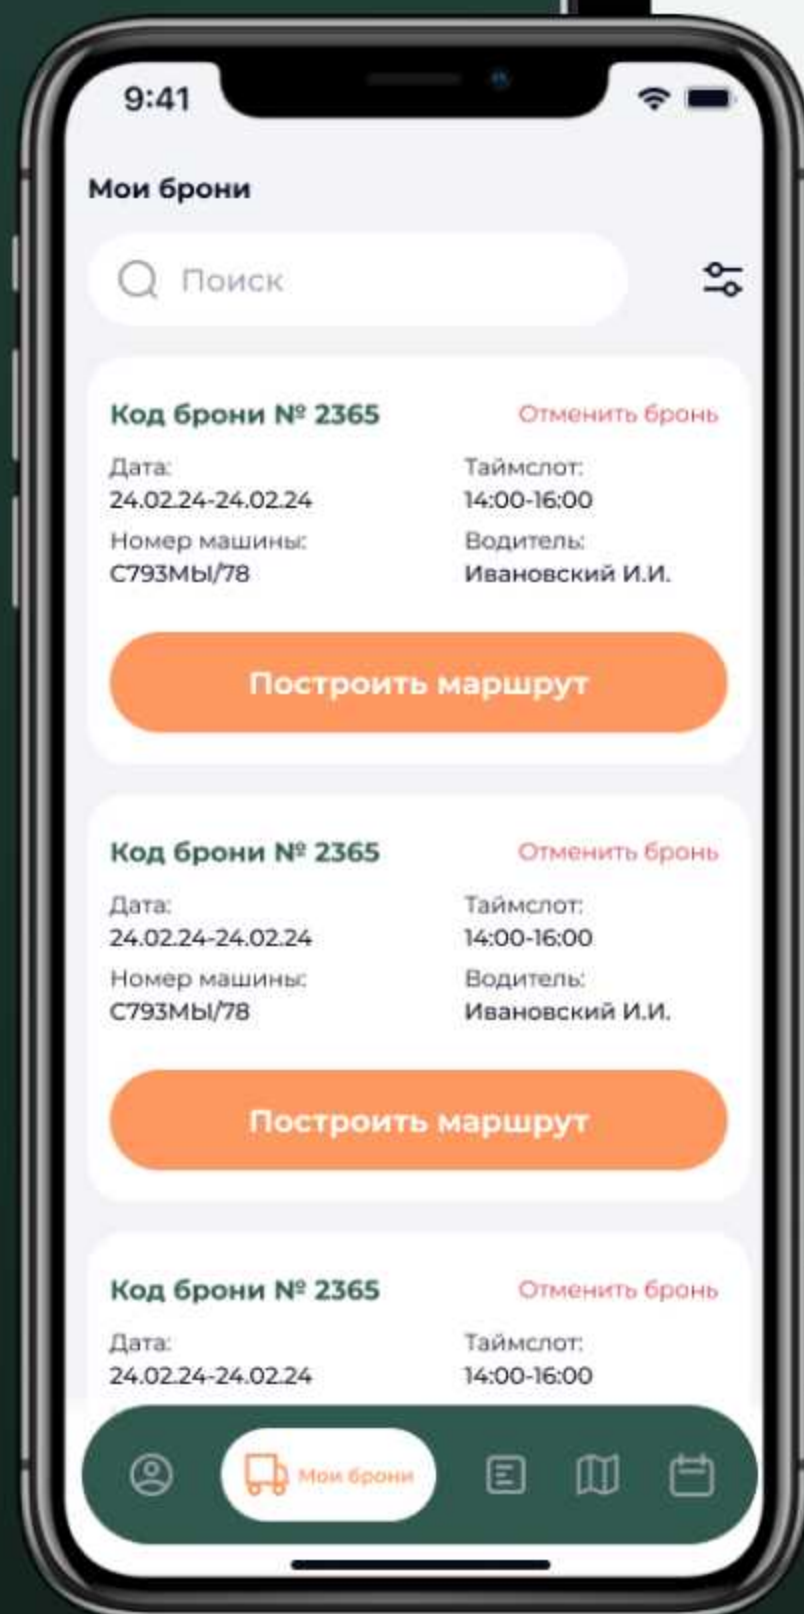 9:41
Мои брони
Поиск
Код брони № 2365 Отменить бронь
Дата: Таймслот:
24.02.24-24.02.24 14:00-16:00
Номер машины: Водитель:
С793МЫ/78 Ивановский И.И.
Построить маршрут
Код брони № 2365 Отменить бронь
Дата: Таймслот:
24.02.24-24.02.24 14:00-16:00
Номер машины: Водитель:
С793МЫ/78 Ивановский И.И.
Построить маршрут
Код брони № 2365 Отменить бронь
Дата: Таймслот:
24.02.24-24.02.24 14:00-16:00
Мои брони